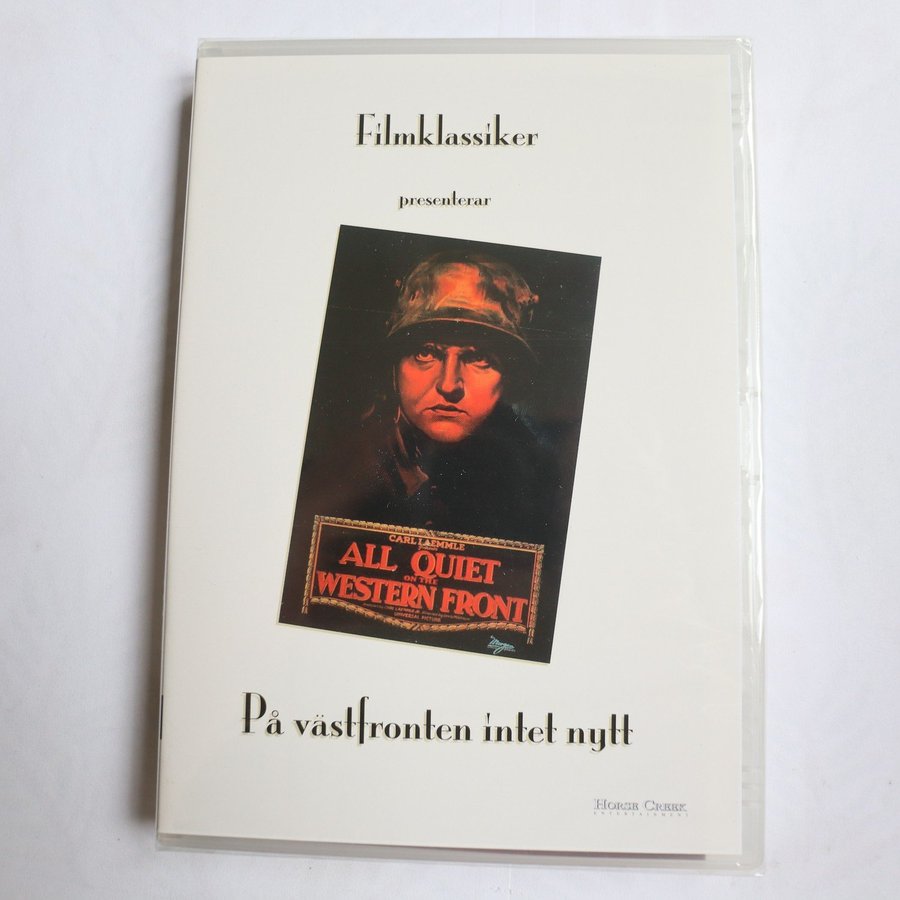 Filmklassiker
presenterar
CARL LAEMMLE
presents
ALL QUIET
ON THE
WESTERN FRONT
UNIVERSAL PICTURE
På västfronten intet nytt
HORSE CREEK
ENTERTAINMENT